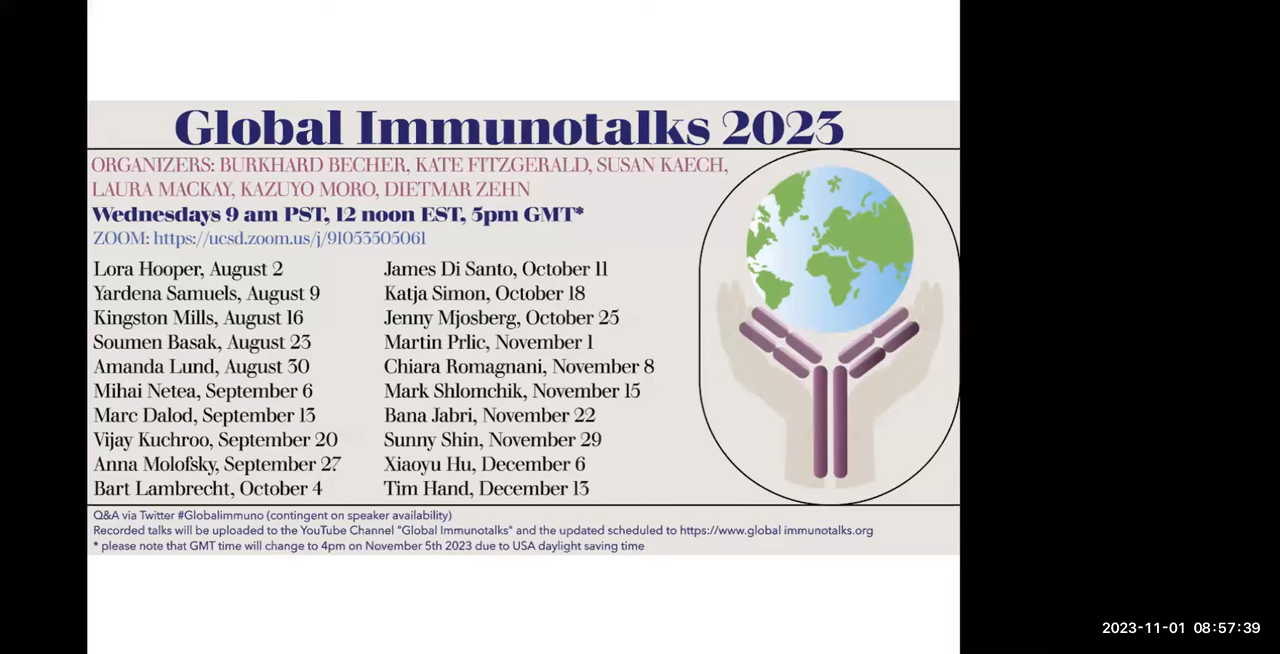 Global Immunotalks 2023
ORGANIZERS: BURKHARD BECHER, KATE FITZGERALD, SUSAN KAECH,
LAURA MACKAY, KAZUYO MORO, DIETMAR ZEHN
Wednesdays 9 am PST, 12 noon EST, 5pm GMT*
ZOOM: https://ucsd.zoom.us/j/91053505061
Lora Hooper, August 2
Yardena Samuels, August 9
Kingston Mills, August 16
Soumen Basak, August 23
Amanda Lund, August 30
Mihai Netea, September 6
Marc Dalod, September 13
Vijay Kuchroo, September 20
Anna Molofsky, September 27
Bart Lambrecht, October 4
James Di Santo, October 11
Katja Simon, October 18
Jenny Mjosberg, October 25
Martin Prlic, November 1
Chiara Romagnani, November 8
Mark Shlomchik, November 15
Bana Jabri, November 22
Sunny Shin, November 29
Xiaoyu Hu, December 6
Tim Hand, December 13
Q&A via Twitter #Globalimmuno (contingent on speaker availability)
Recorded talks will be uploaded to the YouTube Channel "Global Immunotalks" and the updated scheduled to https://www.global immunotalks.org
* please note that GMT time will change to 4pm on November 5th 2023 due to USA daylight saving time
2023-11-01 08:57:39